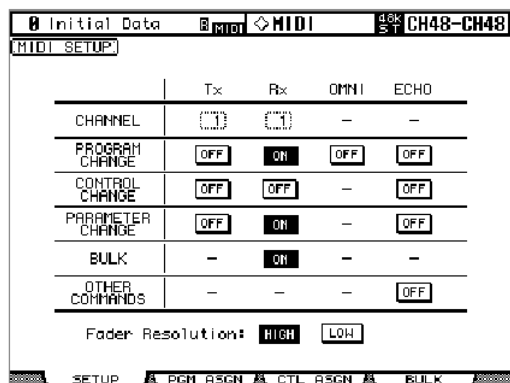 0 Initial Data MIDI ◇MIDI 48K ST CH48-CH48
MIDI SETUP
Tx Rx OMNI ECHO
CHANNEL 1 1 – –
PROGRAM CHANGE OFF ON OFF OFF
CONTROL CHANGE OFF OFF – OFF
PARAMETER CHANGE OFF ON – OFF
BULK – ON – –
OTHER COMMANDS – – – OFF
Fader Resolution: HIGH LOW
SETUP PGM ASGN CTL ASGN BULK